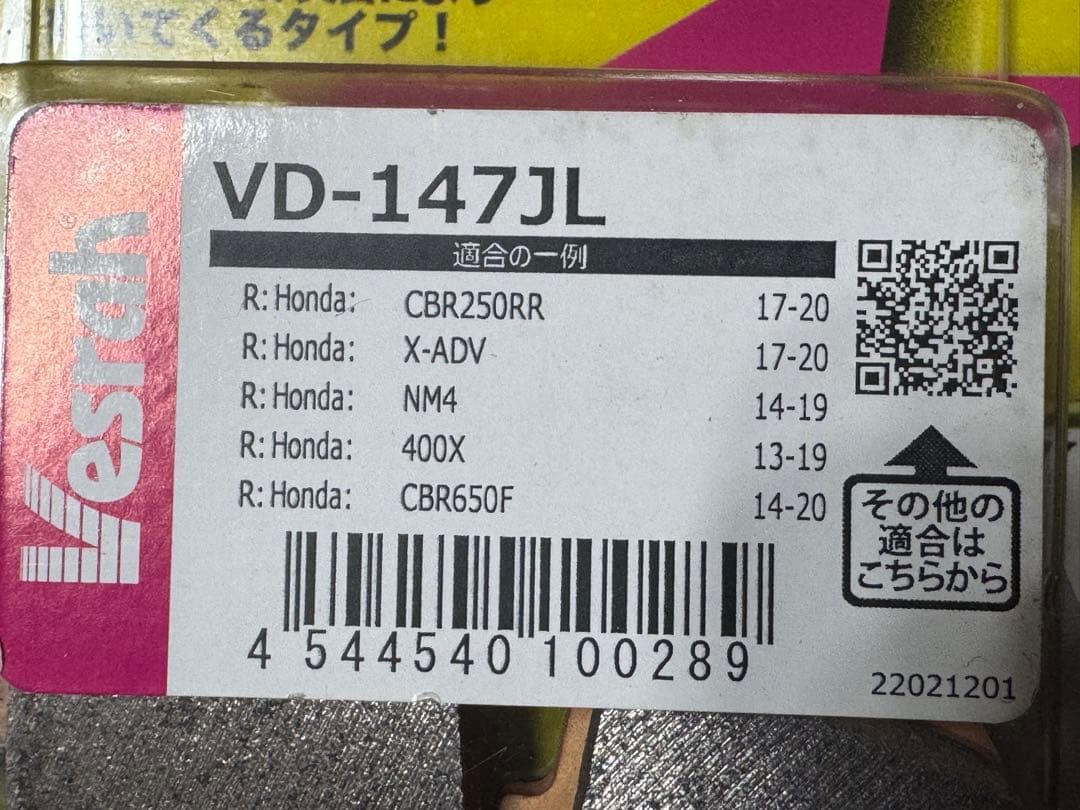 いてくるタイプ！
Vesrah®
VD-147JL
適合の一例
R: Honda: CBR250RR 17-20
R: Honda: X-ADV 17-20
R: Honda: NM4 14-19
R: Honda: 400X 13-19
R: Honda: CBR650F 14-20
その他の
適合は
こちらから
4 544540 100289
22021201